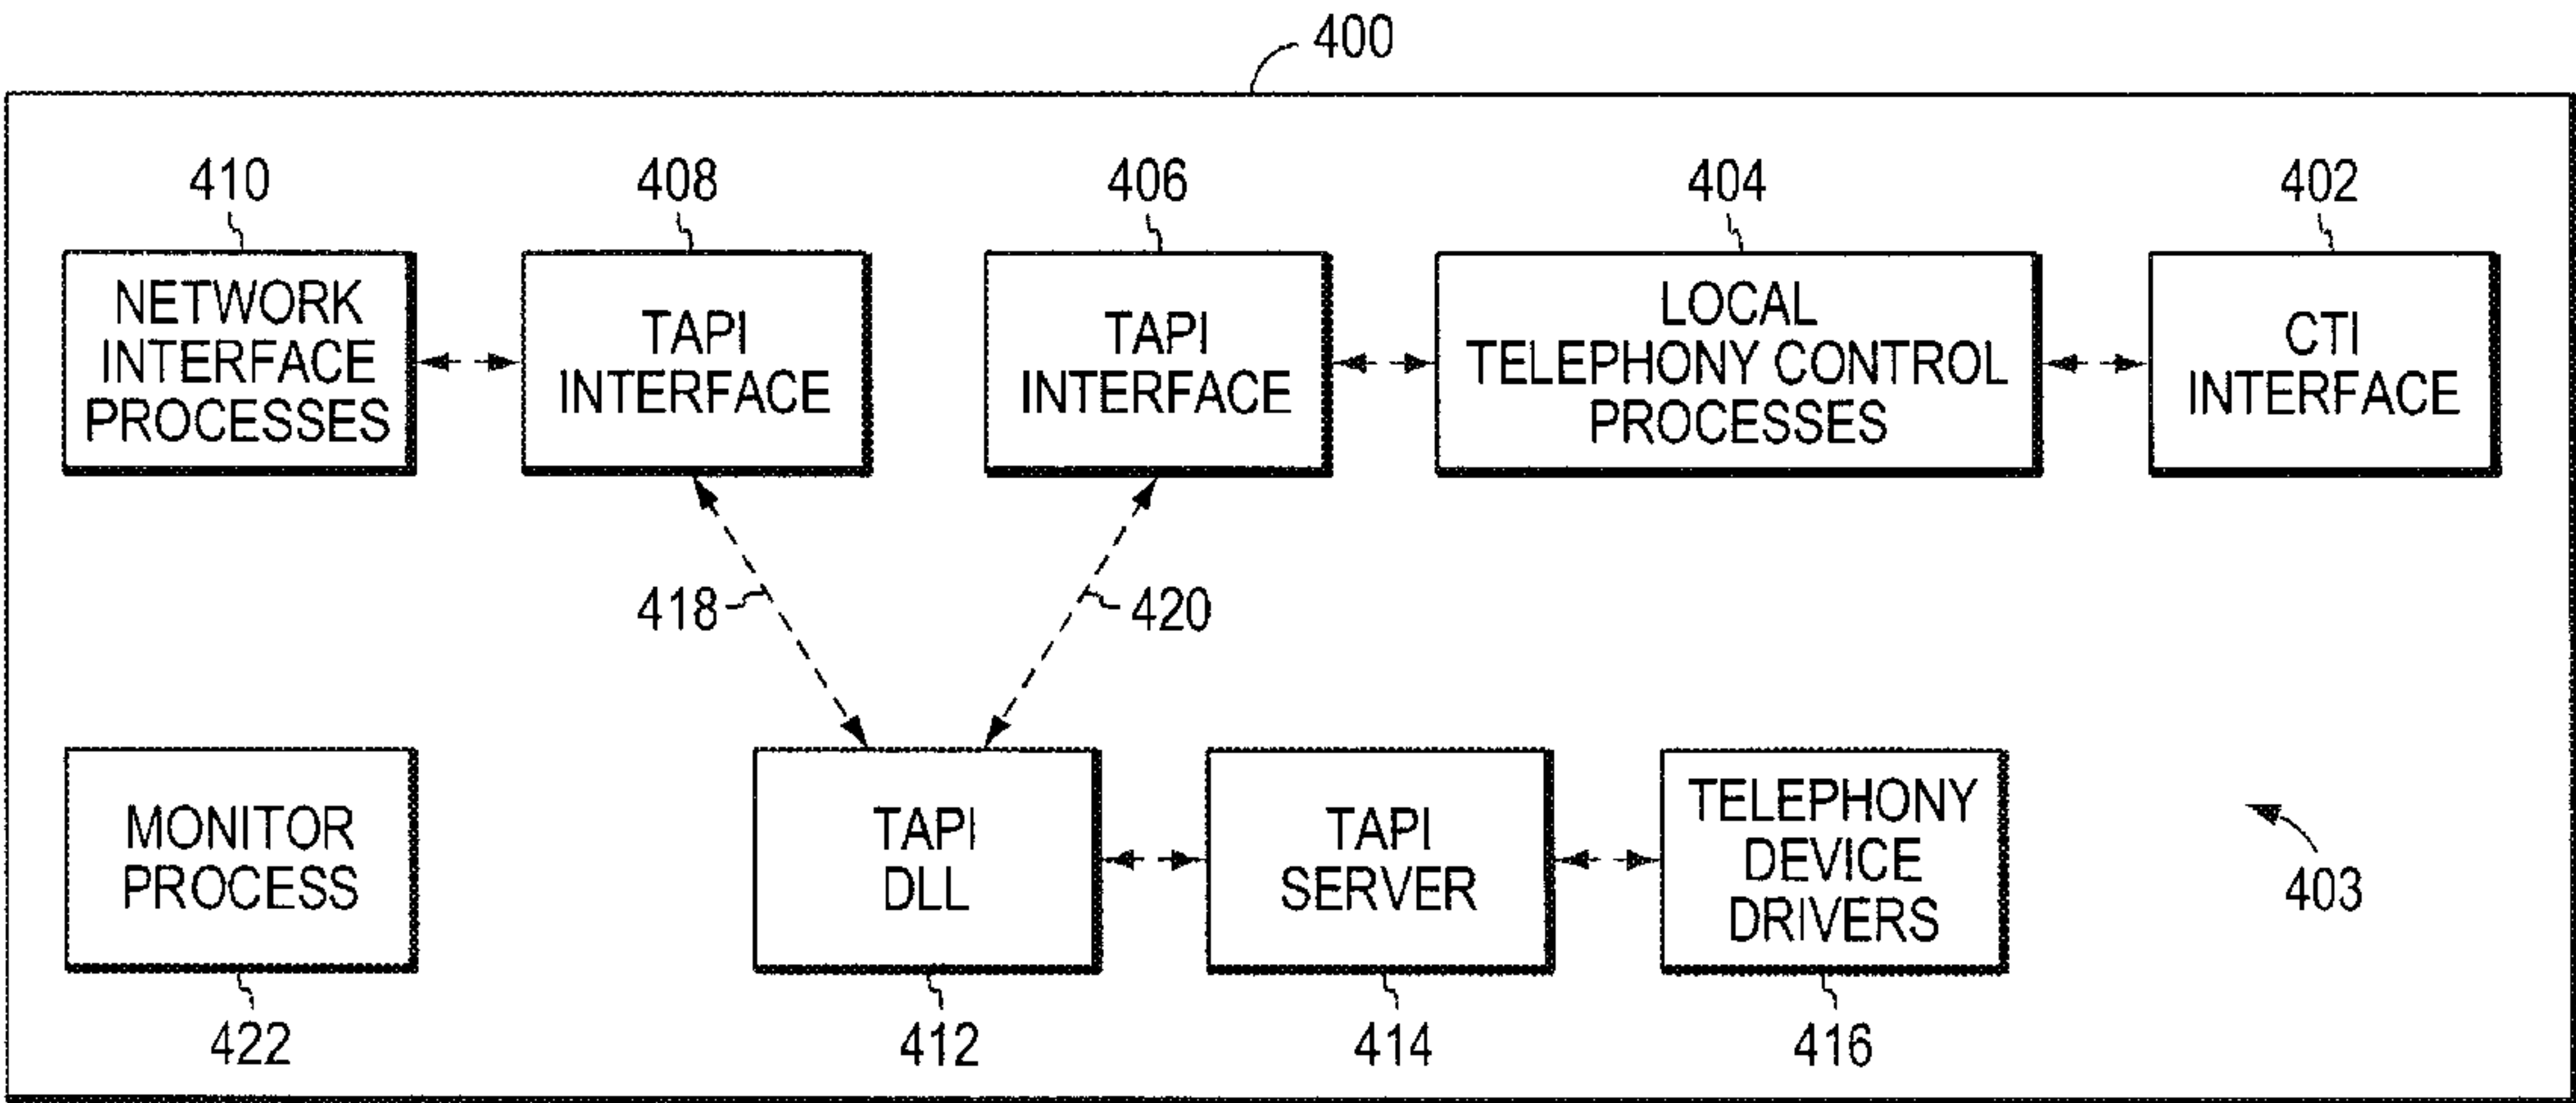 400
410
408
406
404
402
NETWORK
INTERFACE
PROCESSES
TAPI
INTERFACE
TAPI
INTERFACE
LOCAL
TELEPHONY CONTROL
PROCESSES
CTI
INTERFACE
418
420
MONITOR
PROCESS
TAPI
DLL
TAPI
SERVER
TELEPHONY
DEVICE
DRIVERS
403
422
412
414
416